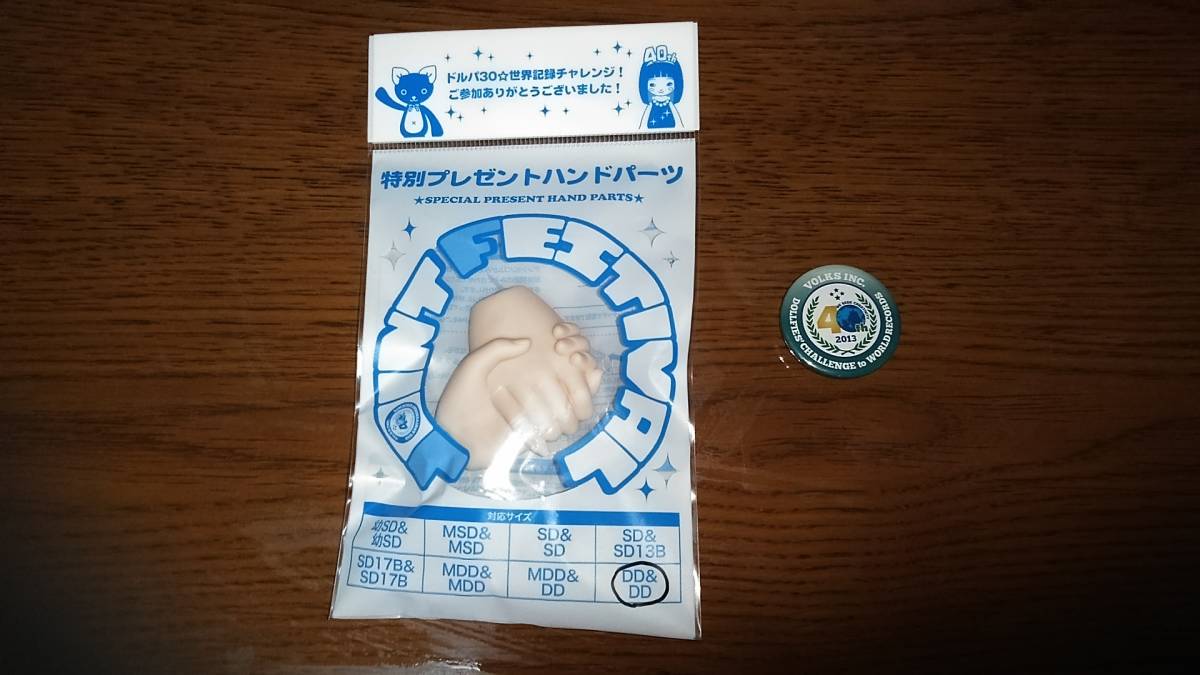 40th
ドルパ30☆世界記録チャレンジ！
ご参加ありがとうございました！
特別プレゼントハンドパーツ
★SPECIAL PRESENT HAND PARTS★
JOINT FESTIVAL
対応サイズ
幼SD&
幼SD
MSD&
MSD
SD&
SD
SD&
SD13B
SD17B&
SD17B
MDD&
MDD
MDD&
DD
DD&
DD
VOLKS INC.
40th
2013
DOLLFIES' CHALLENGE to WORLD RECORDS